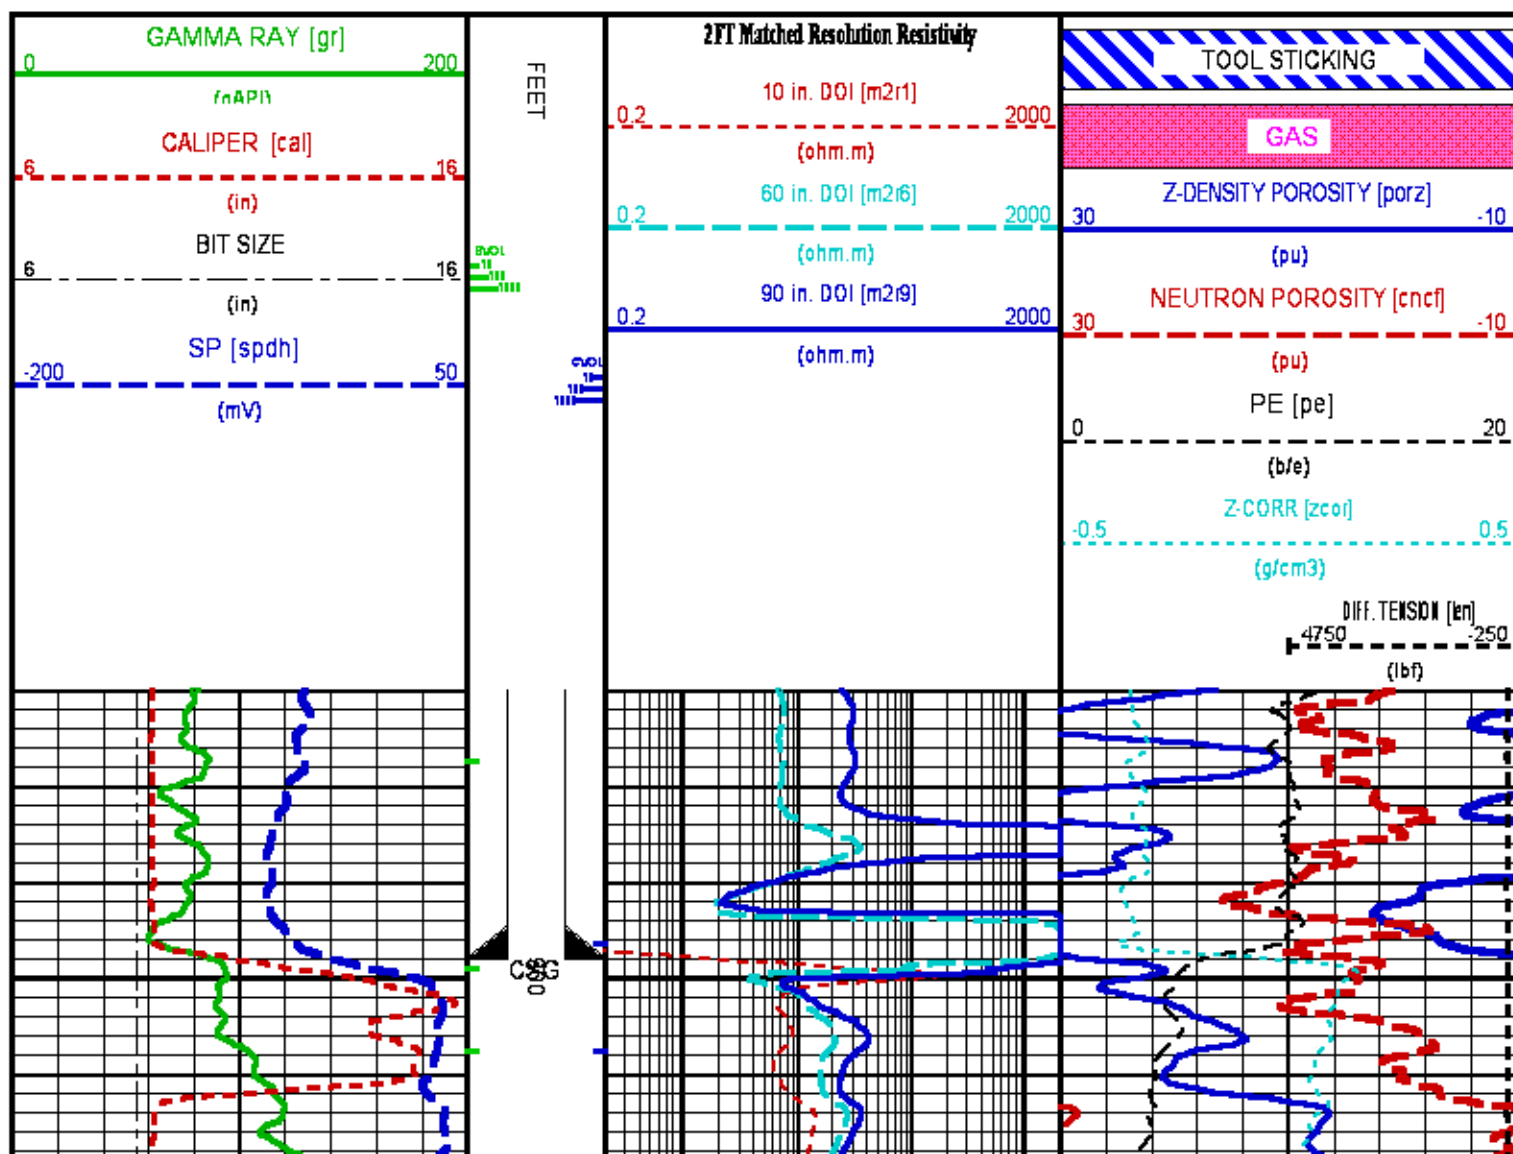 GAMMA RAY [gr]
0 200
(gAPI)
CALIPER [cal]
6 16
(in)
BIT SIZE
6 16
(in)
SP [spdh]
-200 50
(mV)
FEET
BVOL
2FT Matched Resolution Resistivity
10 in. DOI [m2r1]
0.2 2000
(ohm.m)
60 in. DOI [m2r6]
0.2 2000
(ohm.m)
90 in. DOI [m2r9]
0.2 2000
(ohm.m)
TOOL STICKING
GAS
Z-DENSITY POROSITY [porz]
30 -10
(pu)
NEUTRON POROSITY [cncf]
30 -10
(pu)
PE [pe]
0 20
(b/e)
Z-CORR [zcor]
-0.5 0.5
(g/cm3)
DIFF. TENSION [ten]
4750 -250
(lbf)